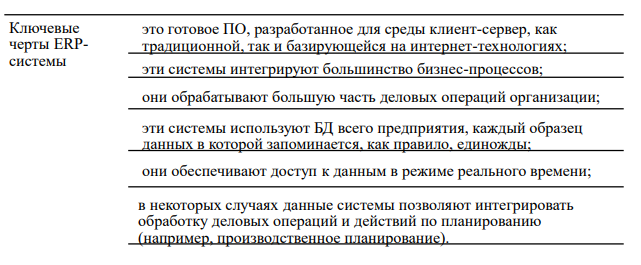 Ключевые
черты ERP-
системы
это готовое ПО, разработанное для среды клиент-сервер, как
традиционной, так и базирующейся на интернет-технологиях;
эти системы интегрируют большинство бизнес-процессов;
они обрабатывают большую часть деловых операций организации;
эти системы используют БД всего предприятия, каждый образец
данных в которой запоминается, как правило, единожды;
они обеспечивают доступ к данным в режиме реального времени;
в некоторых случаях данные системы позволяют интегрировать
обработку деловых операций и действий по планированию
(например, производственное планирование).